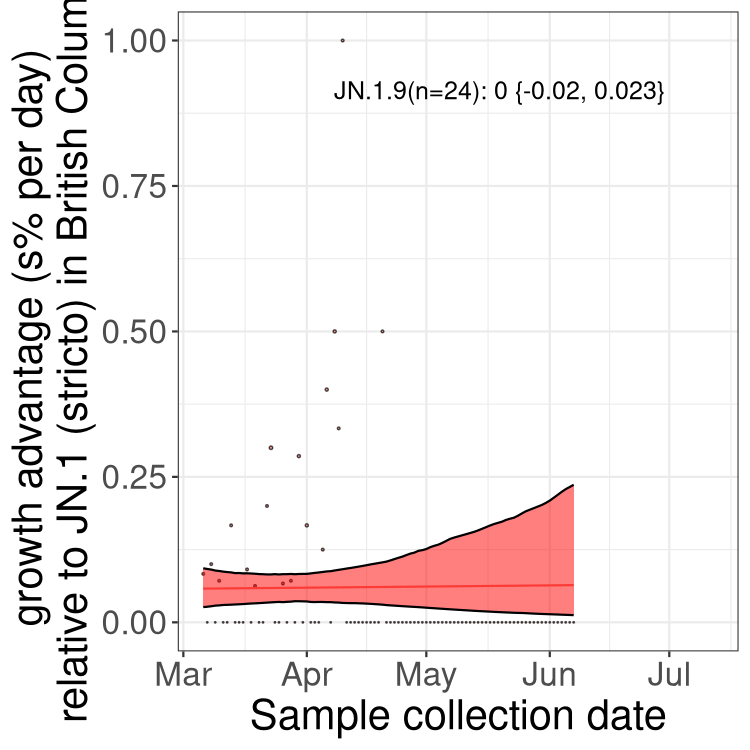 growth advantage (s% per day)
relative to JN.1 (stricto) in British Colum
1.00
0.75
0.50
0.25
0.00
JN.1.9(n=24): 0 {-0.02, 0.023}
Mar Apr May Jun Jul
Sample collection date